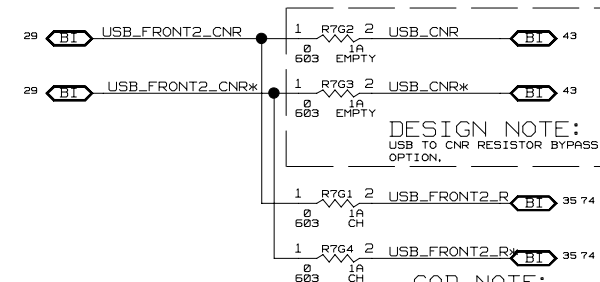 29 BI USB_FRONT2_CNR 1 R7G2 2 USB_CNR BI 43
0 1A
603 EMPTY
29 BI USB_FRONT2_CNR* 1 R7G3 2 USB_CNR* BI 43
0 1A
603 EMPTY
DESIGN NOTE:
USB TO CNR RESISTOR BYPASS
OPTION.
1 R7G1 2 USB_FRONT2_R BI 35 74
0 1A
603 CH
1 R7G4 2 USB_FRONT2_R* BI 35 74
0 1A
603 CH
NOTE: